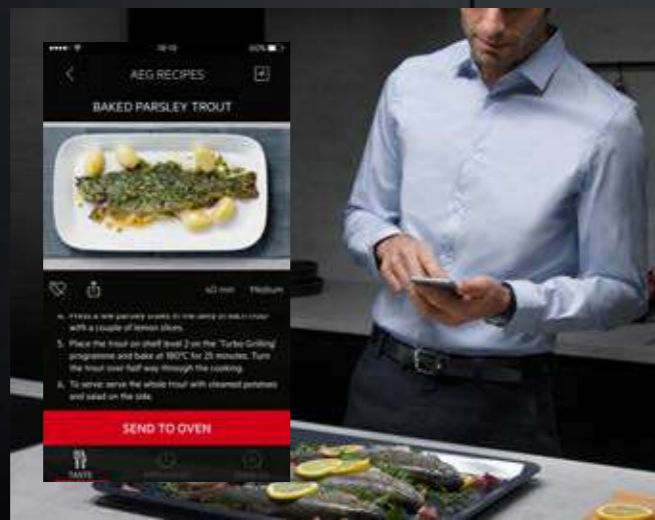 18:10
AEG RECIPES
BAKED PARSLEY TROUT
40 min Medium
with a couple of lemon slices.
5. Place the trout on shelf level 2 on the 'Turbo Grilling'
programme and bake at 180°C for 25 minutes. Turn
the trout over half way through the cooking.
6. To serve: serve the whole trout with steamed potatoes
and salad on the side.
SEND TO OVEN
TASTE